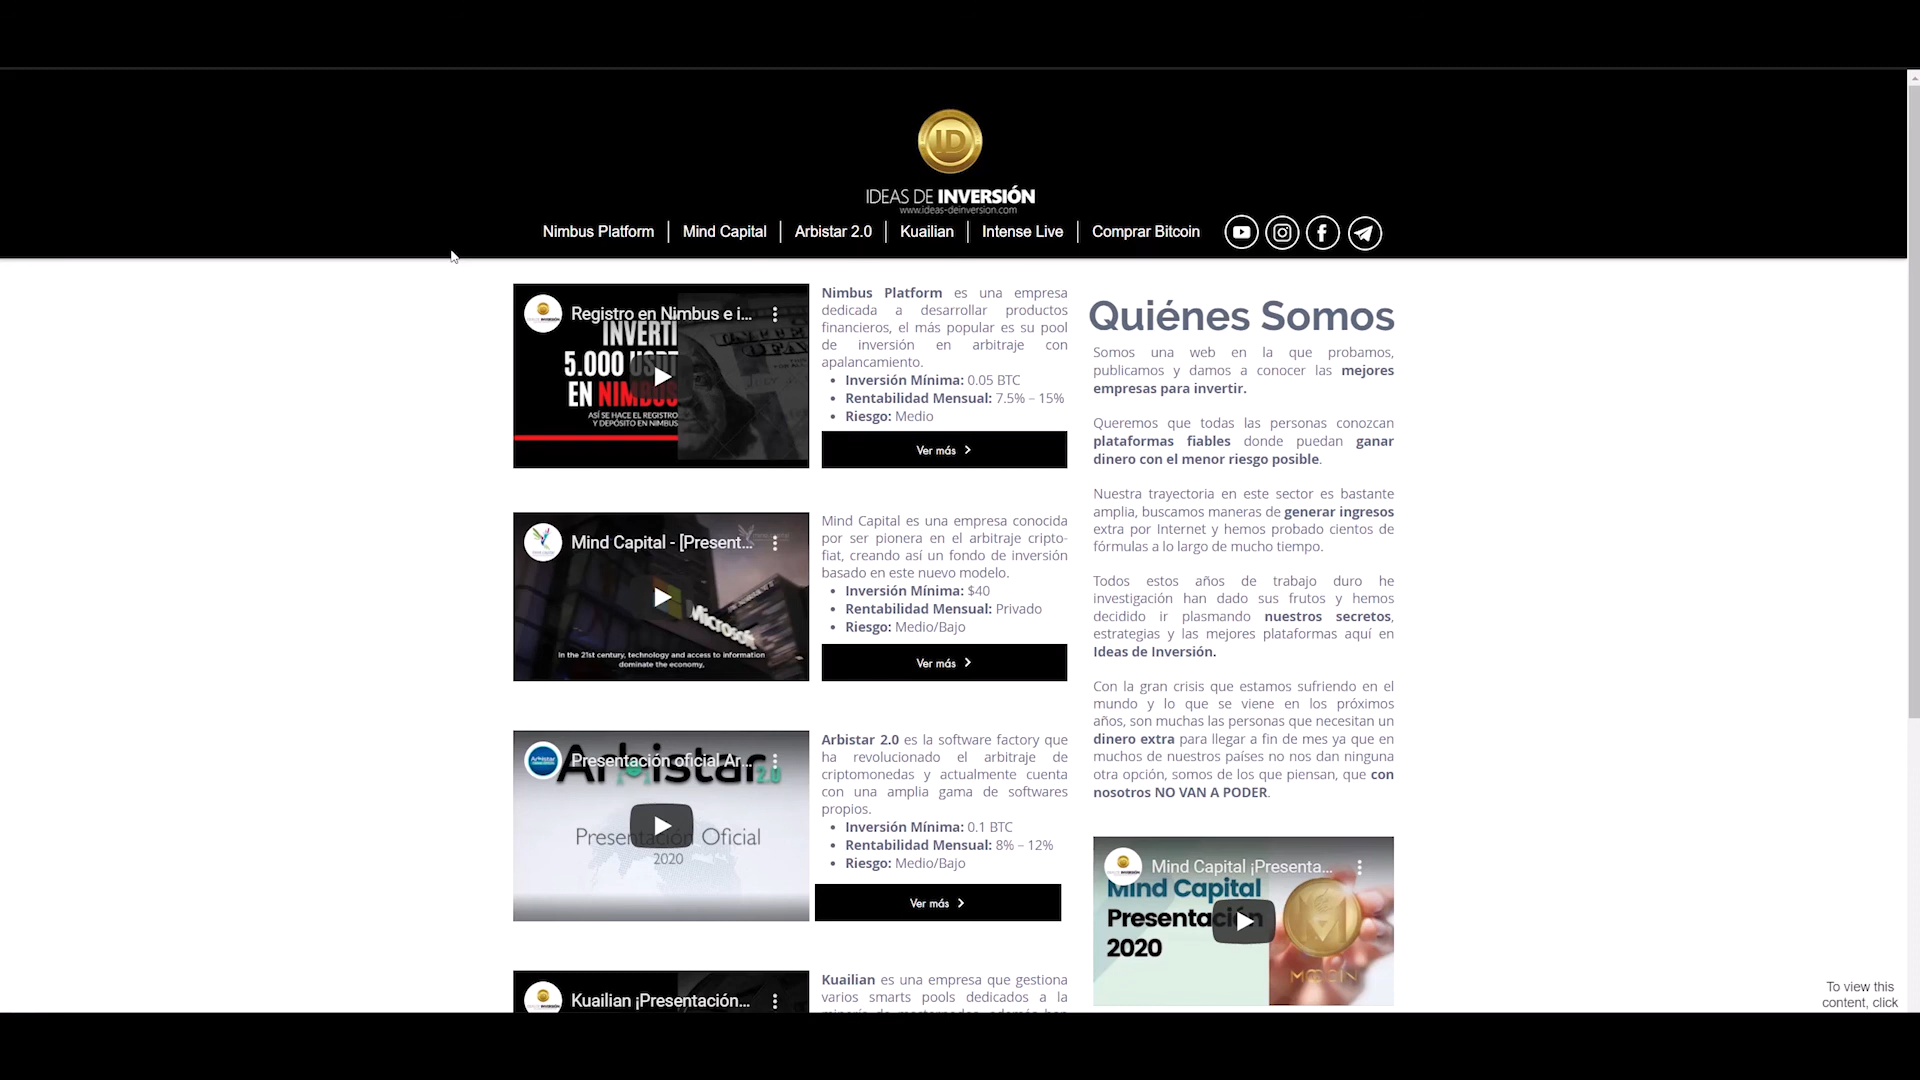 ID
IDEAS DE INVERSIÓN
www.ideas-deinversion.com
Nimbus Platform
Mind Capital
Arbistar 2.0
Kuailian
Intense Live
Comprar Bitcoin
Registro en Nimbus e i...
INVERTI
5.000 USDT
EN NIMBUS
ASÍ SE HACE EL REGISTRO
Y DEPÓSITO EN NIMBUS
Nimbus Platform es una empresa
dedicada a desarrollar productos
financieros, el más popular es su pool
de inversión en arbitraje con
apalancamiento.
• Inversión Mínima: 0.05 BTC
• Rentabilidad Mensual: 7.5% – 15%
• Riesgo: Medio
Ver más
Mind Capital - [Present...
Microsoft
In the 21st century, technology and access to information
dominate the economy,
Mind Capital es una empresa conocida
por ser pionera en el arbitraje cripto-
fiat, creando así un fondo de inversión
basado en este nuevo modelo.
• Inversión Mínima: $40
• Rentabilidad Mensual: Privado
• Riesgo: Medio/Bajo
Ver más
Presentación oficial Ar...
Arbistar 2.0
Presentación Oficial
2020
Arbistar 2.0 es la software factory que
ha revolucionado el arbitraje de
criptomonedas y actualmente cuenta
con una amplia gama de softwares
propios.
• Inversión Mínima: 0.1 BTC
• Rentabilidad Mensual: 8% – 12%
• Riesgo: Medio/Bajo
Ver más
Kuailian ¡Presentación...
Kuailian es una empresa que gestiona
varios smarts pools dedicados a la
Quiénes Somos
Somos una web en la que probamos,
publicamos y damos a conocer las mejores
empresas para invertir.
Queremos que todas las personas conozcan
plataformas fiables donde puedan ganar
dinero con el menor riesgo posible.
Nuestra trayectoria en este sector es bastante
amplia, buscamos maneras de generar ingresos
extra por Internet y hemos probado cientos de
fórmulas a lo largo de mucho tiempo.
Todos estos años de trabajo duro he
investigación han dado sus frutos y hemos
decidido ir plasmando nuestros secretos,
estrategias y las mejores plataformas aquí en
Ideas de Inversión.
Con la gran crisis que estamos sufriendo en el
mundo y lo que se viene en los próximos
años, son muchas las personas que necesitan un
dinero extra para llegar a fin de mes ya que en
muchos de nuestros países no nos dan ninguna
otra opción, somos de los que piensan, que con
nosotros NO VAN A PODER.
Mind Capital ¡Presenta...
Mind Capital
Presentación
2020
To view this
content, click